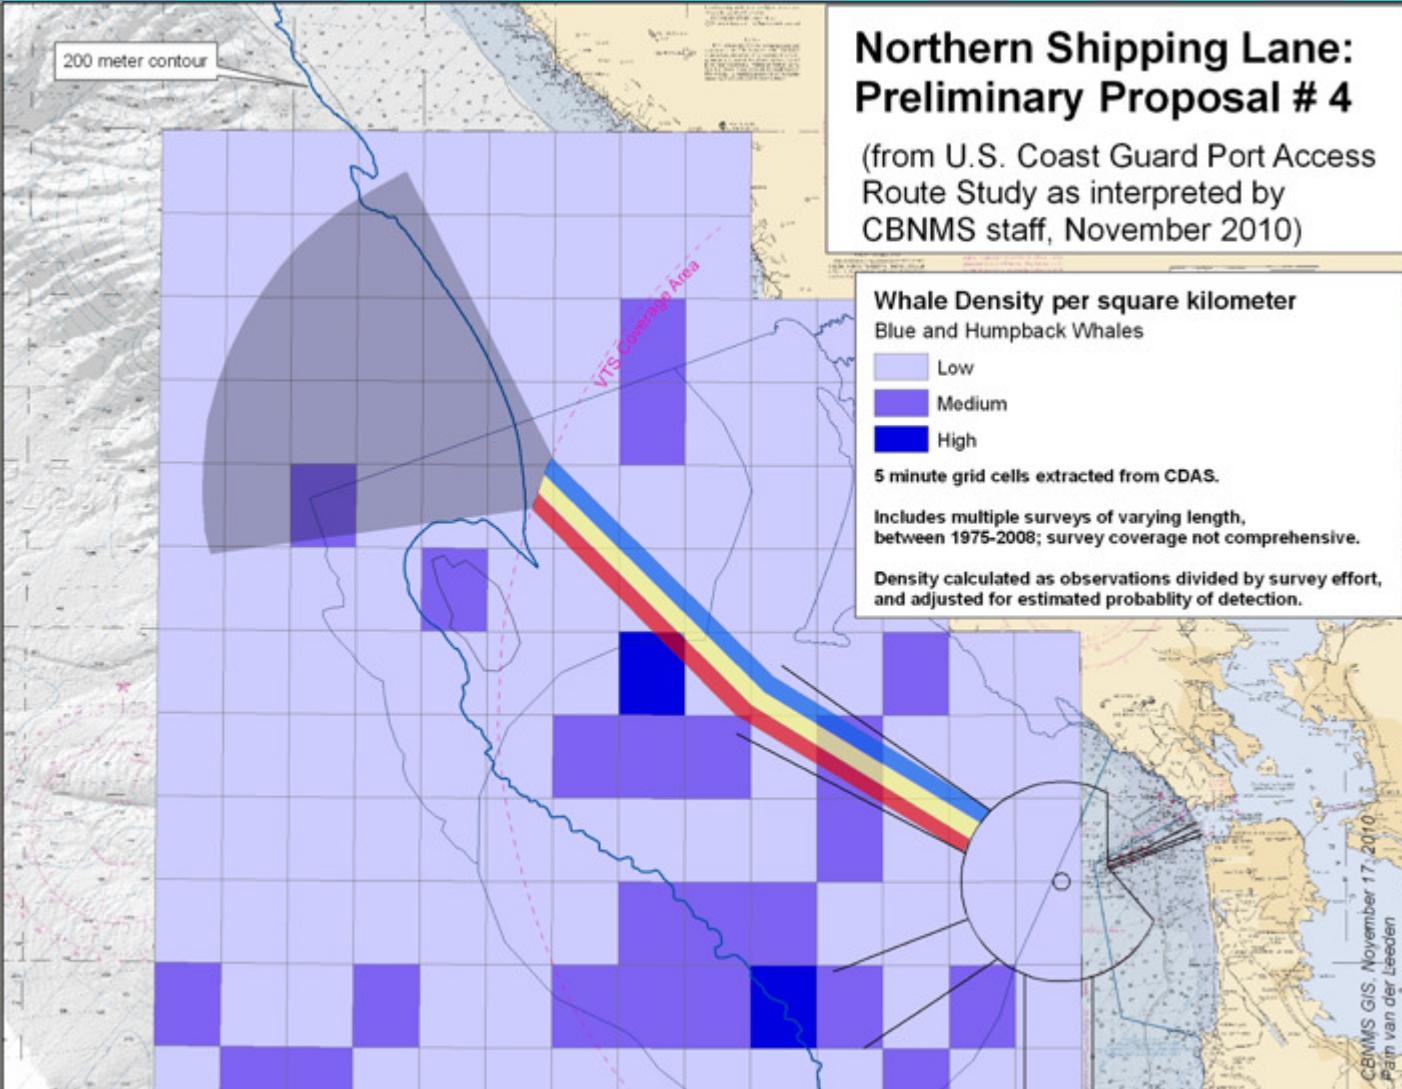 200 meter contour
Northern Shipping Lane:
Preliminary Proposal # 4
(from U.S. Coast Guard Port Access
Route Study as interpreted by
CBNMS staff, November 2010)
VTS Coverage Area
Whale Density per square kilometer
Blue and Humpback Whales
Low
Medium
High
5 minute grid cells extracted from CDAS.
Includes multiple surveys of varying length,
between 1975-2008; survey coverage not comprehensive.
Density calculated as observations divided by survey effort,
and adjusted for estimated probablity of detection.
CBNMS GIS, November 17, 2010
Pam van der Leeden